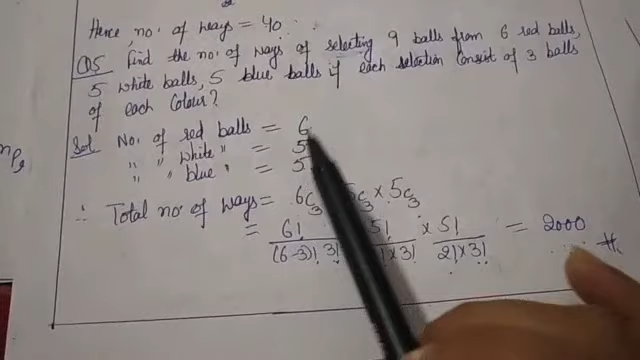 Hence, no. of ways = 40
Q5 Find the no. of ways of selecting 9 balls from 6 red balls,
5 white balls, 5 blue balls if each selection consist of 3 balls
of each colour?
Sol No. of red balls = 6
" " white " = 5
" " blue " = 5
∴ Total no of ways = 6C3 5C3 × 5C3
= 6!/(6-3)! 3! 5!/! × 3! × 5!/2! × 3! = 2000